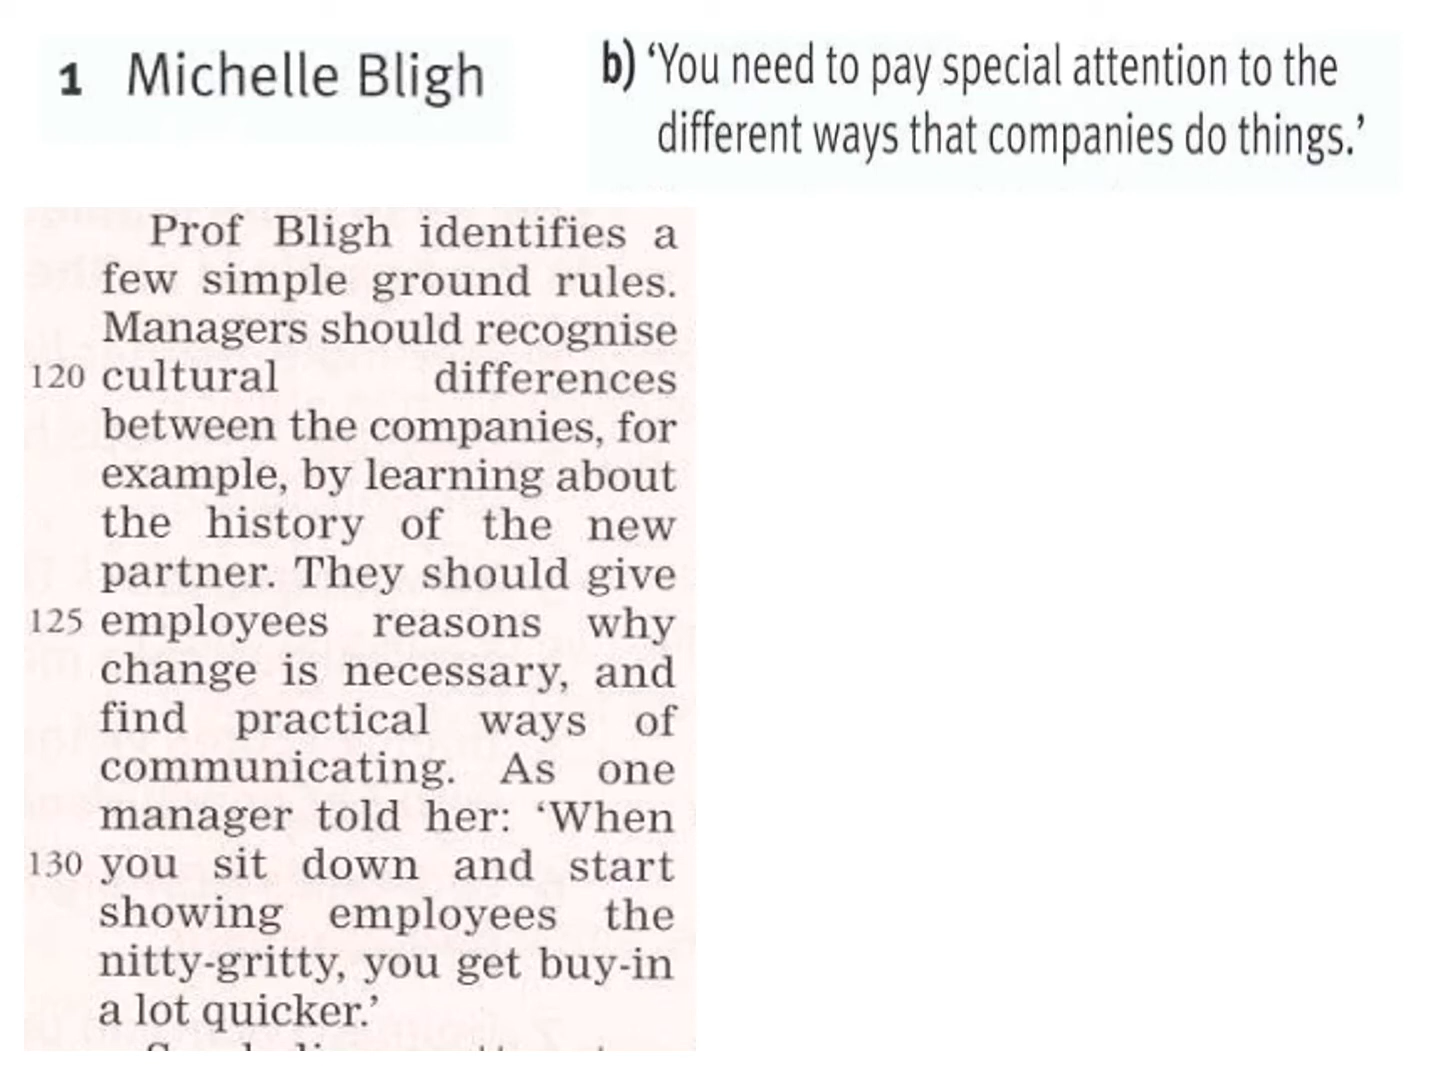 1 Michelle Bligh
b) ‘You need to pay special attention to the
different ways that companies do things.’
Prof Bligh identifies a
few simple ground rules.
Managers should recognise
120 cultural differences
between the companies, for
example, by learning about
the history of the new
partner. They should give
125 employees reasons why
change is necessary, and
find practical ways of
communicating. As one
manager told her: ‘When
130 you sit down and start
showing employees the
nitty-gritty, you get buy-in
a lot quicker.’